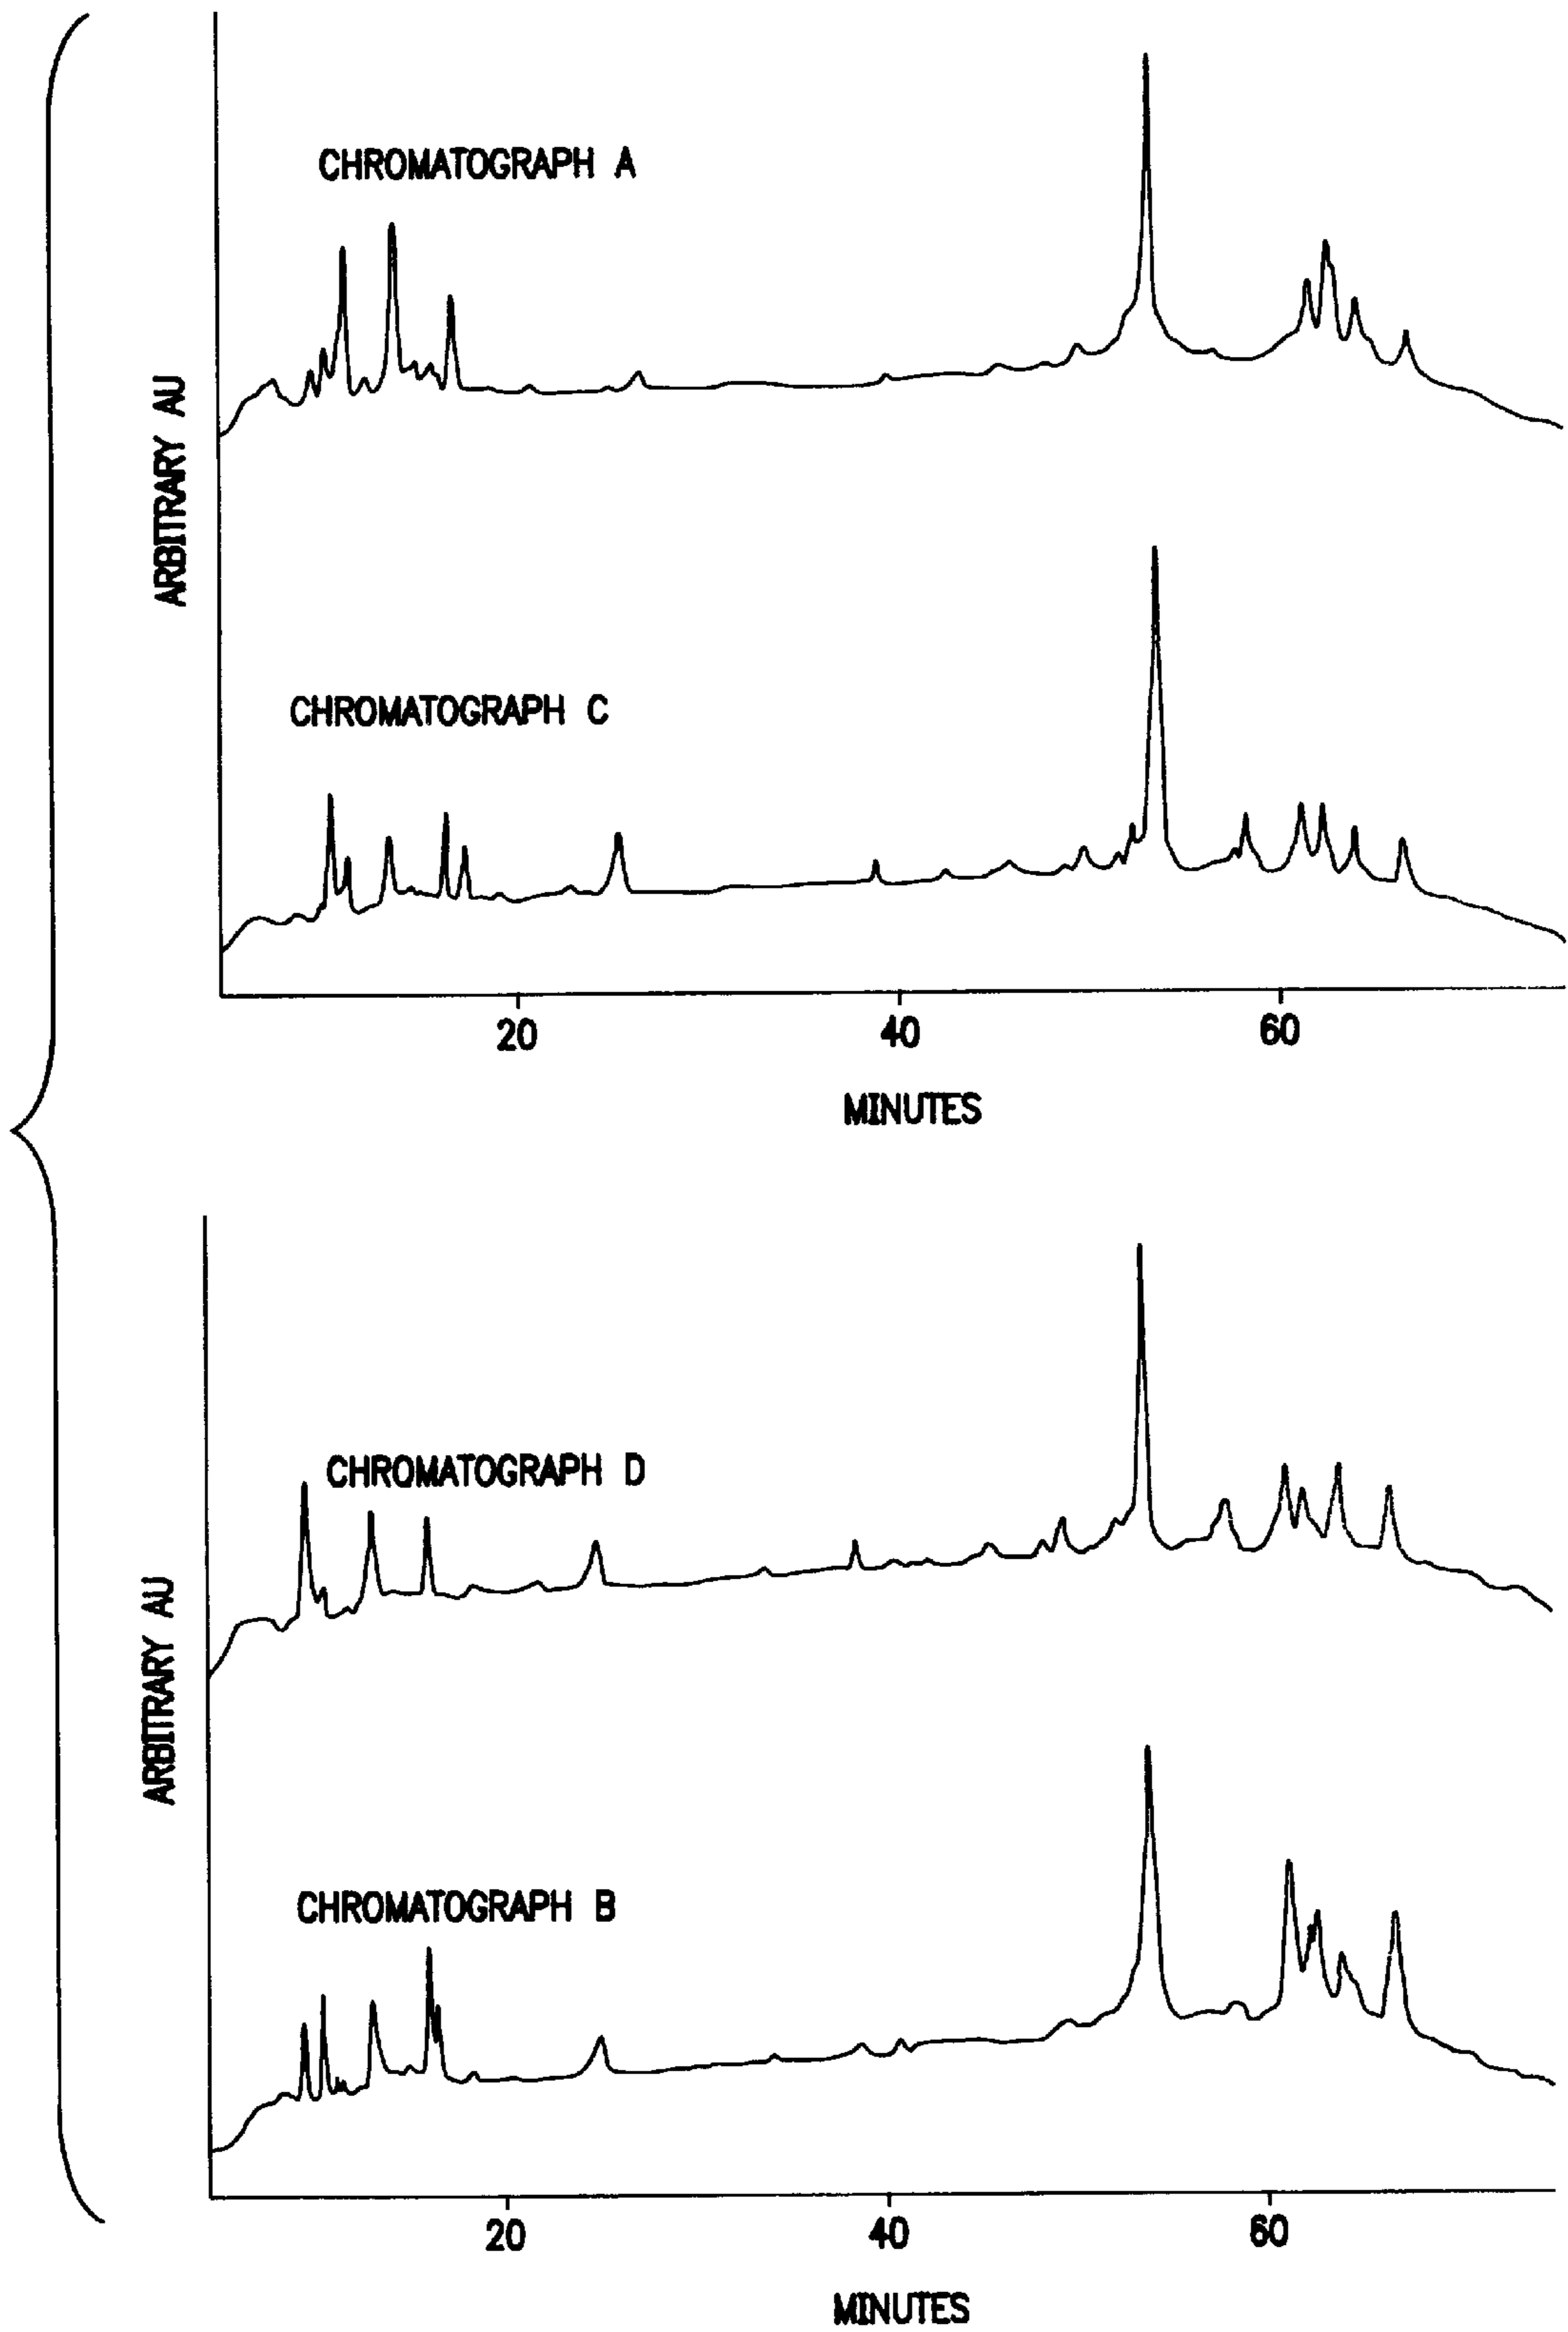 CHROMATOGRAPH A
ARBITRARY AU
CHROMATOGRAPH C
20 40 60
MINUTES
CHROMATOGRAPH D
ARBITRARY AU
CHROMATOGRAPH B
20 40 60
MINUTES